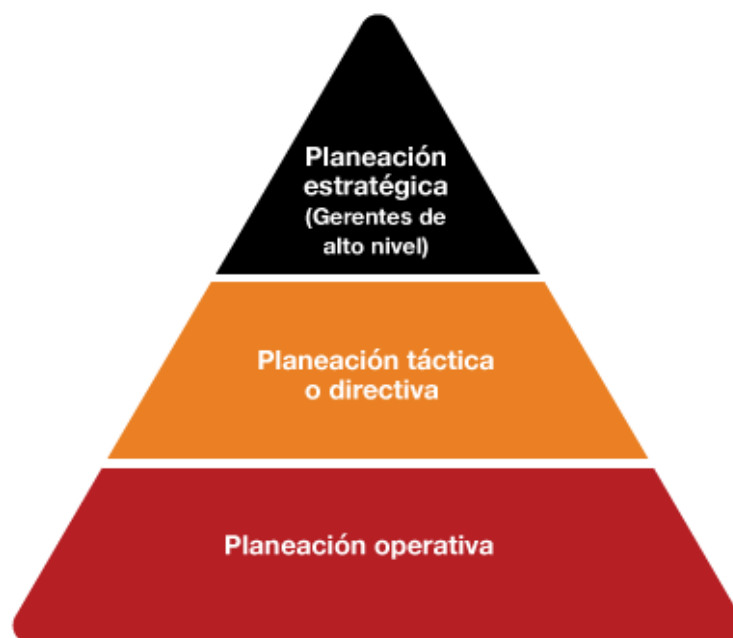 Planeación
estratégica
(Gerentes de
alto nivel)
Planeación táctica
o directiva
Planeación operativa